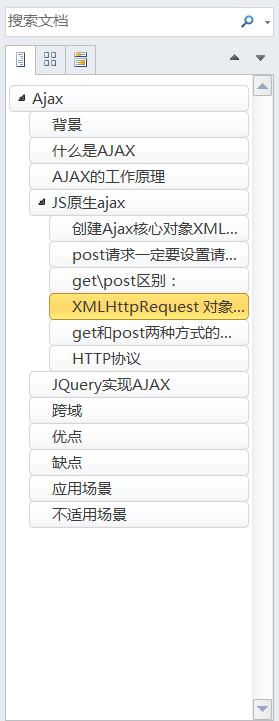 搜索文档
Ajax
背景
什么是AJAX
AJAX的工作原理
JS原生ajax
创建Ajax核心对象XML...
post请求一定要设置请...
get\post区别：
XMLHttpRequest 对象...
get和post两种方式的...
HTTP协议
JQuery实现AJAX
跨域
优点
缺点
应用场景
不适用场景